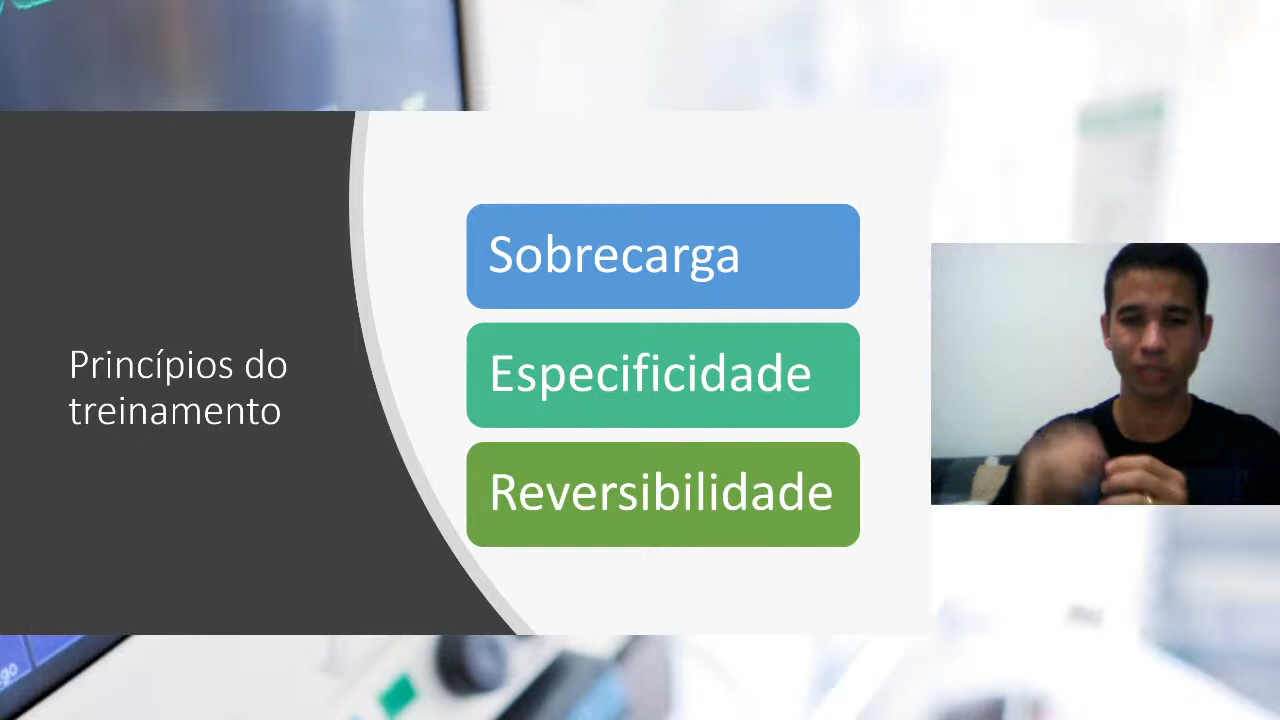 Princípios do
treinamento
Sobrecarga
Especificidade
Reversibilidade